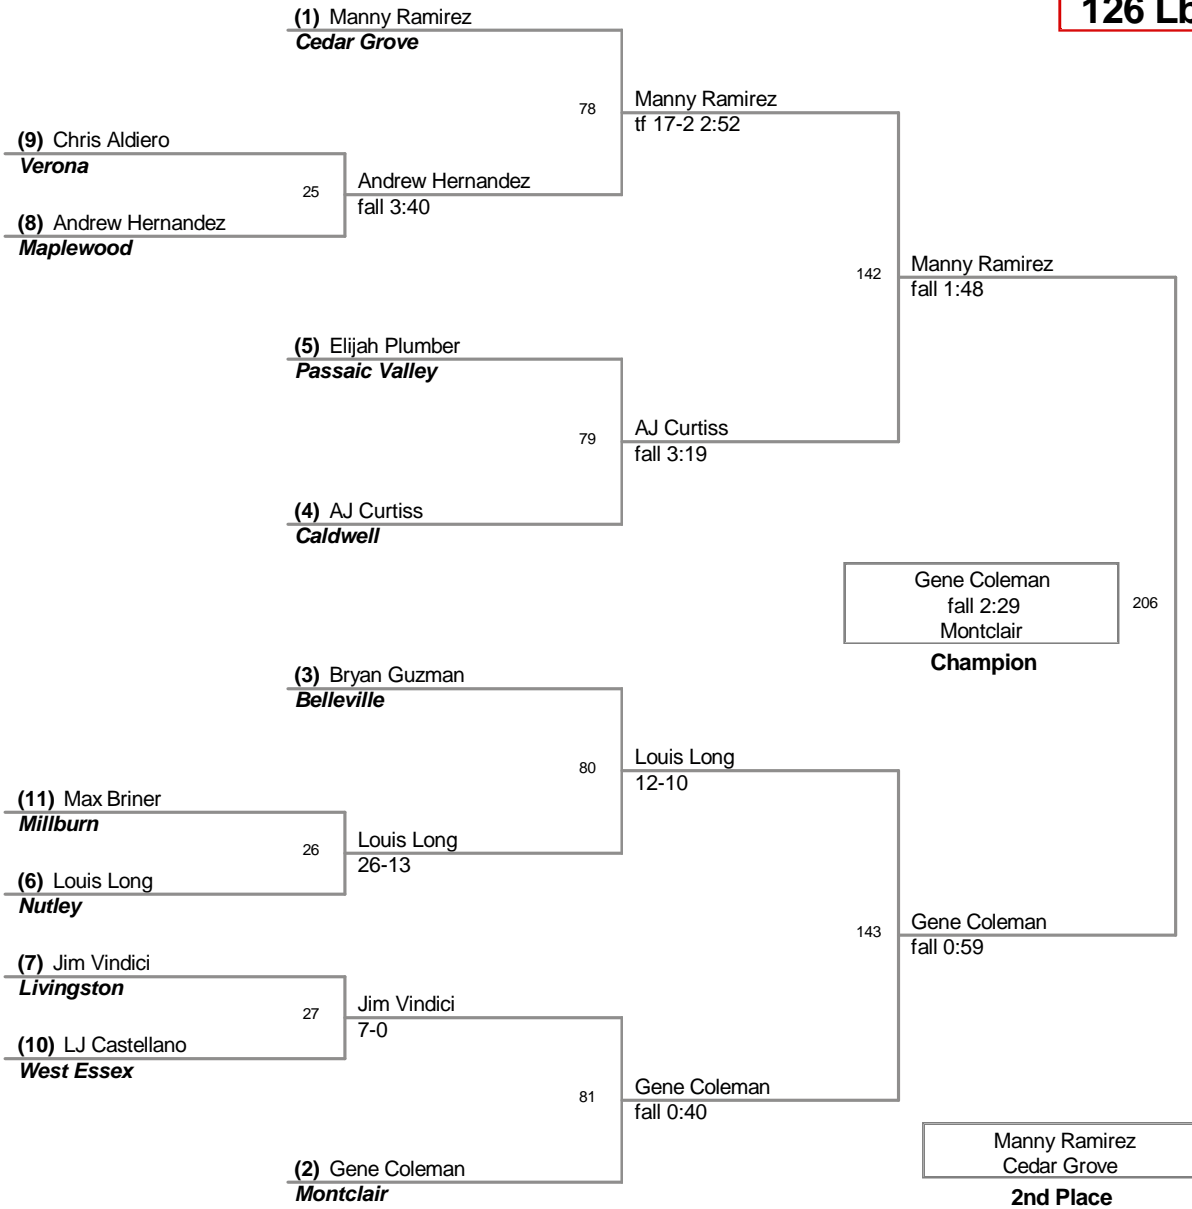 126 Lb
(1) Manny Ramirez
Cedar Grove
78
Manny Ramirez
tf 17-2 2:52
(9) Chris Aldiero
Verona
25
Andrew Hernandez
fall 3:40
(8) Andrew Hernandez
Maplewood
142
Manny Ramirez
fall 1:48
(5) Elijah Plumber
Passaic Valley
79
AJ Curtiss
fall 3:19
(4) AJ Curtiss
Caldwell
Gene Coleman
fall 2:29
Montclair
206
Champion
(3) Bryan Guzman
Belleville
80
Louis Long
12-10
(11) Max Briner
Millburn
26
Louis Long
26-13
(6) Louis Long
Nutley
143
Gene Coleman
fall 0:59
(7) Jim Vindici
Livingston
27
Jim Vindici
7-0
(10) LJ Castellano
West Essex
81
Gene Coleman
fall 0:40
(2) Gene Coleman
Montclair
Manny Ramirez
Cedar Grove
2nd Place